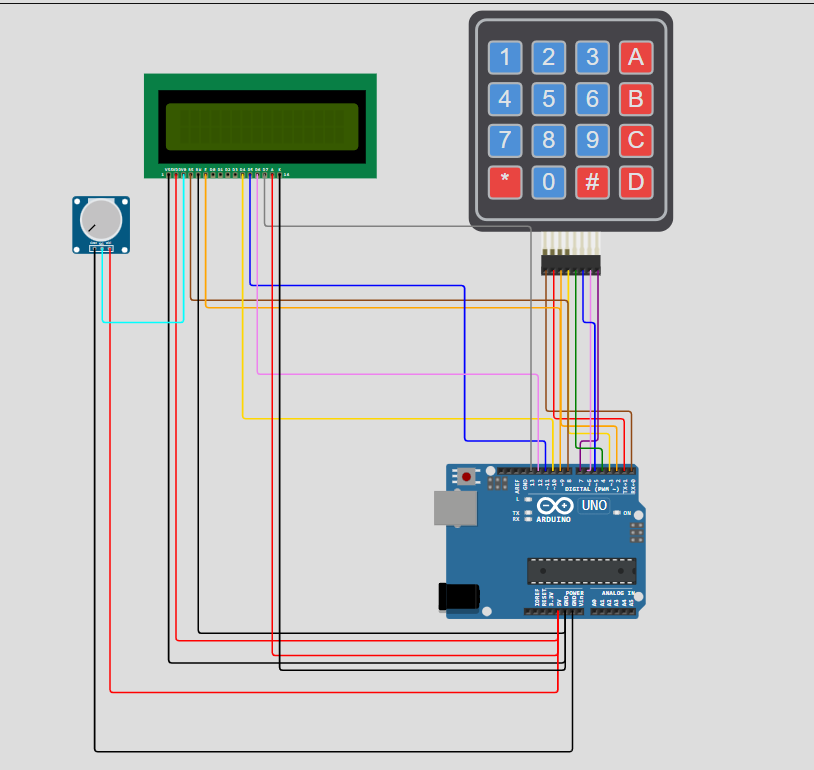 1 2 3 A
4 5 6 B
7 8 9 C
* 0 # D
1 VSS VDD V0 RS RW E D0 D1 D2 D3 D4 D5 D6 D7 A K 16
AREF
GND
13
12
~11
~10
~9
8
7
~6
~5
4
~3
2
TX→1
RX←0
DIGITAL (PWM ~)
L
TX
RX
UNO
ARDUINO
ON
POWER
ANALOG IN
IOREF
RESET
3.3V
5V
GND
GND
Vin
A0
A1
A2
A3
A4
A5